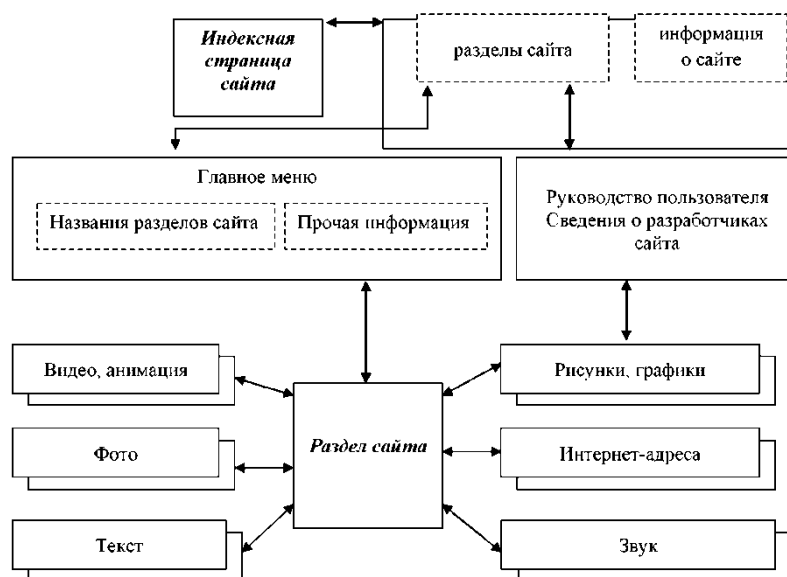 Индексная
страница
сайта
разделы сайта
информация
о сайте
Главное меню
Названия разделов сайта
Прочая информация
Руководство пользователя
Сведения о разработчиках
сайта
Видео, анимация
Рисунки, графики
Раздел сайта
Фото
Интернет-адреса
Текст
Звук